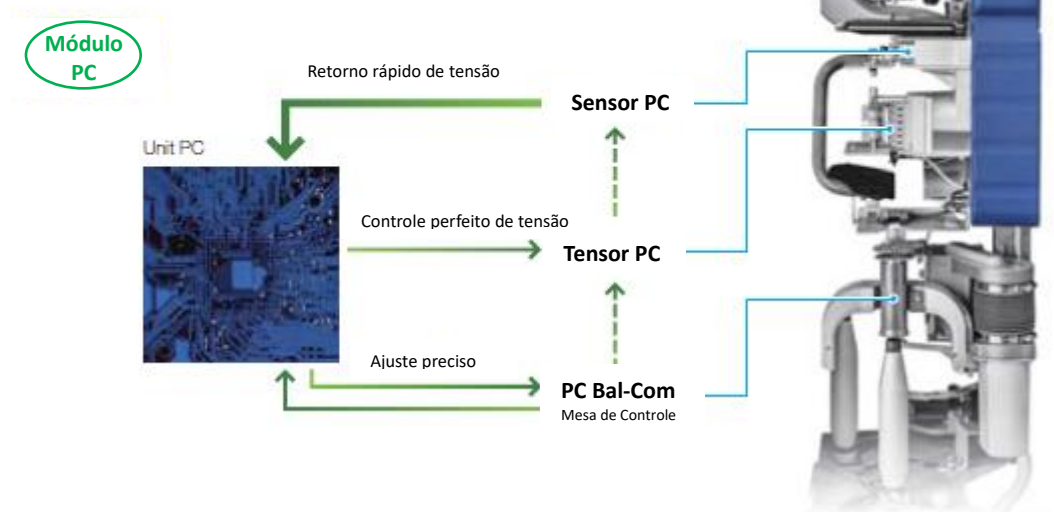 Módulo
PC
Retorno rápido de tensão
Sensor PC
Unit PC
Controle perfeito de tensão
Tensor PC
Ajuste preciso
PC Bal-Com
Mesa de Controle